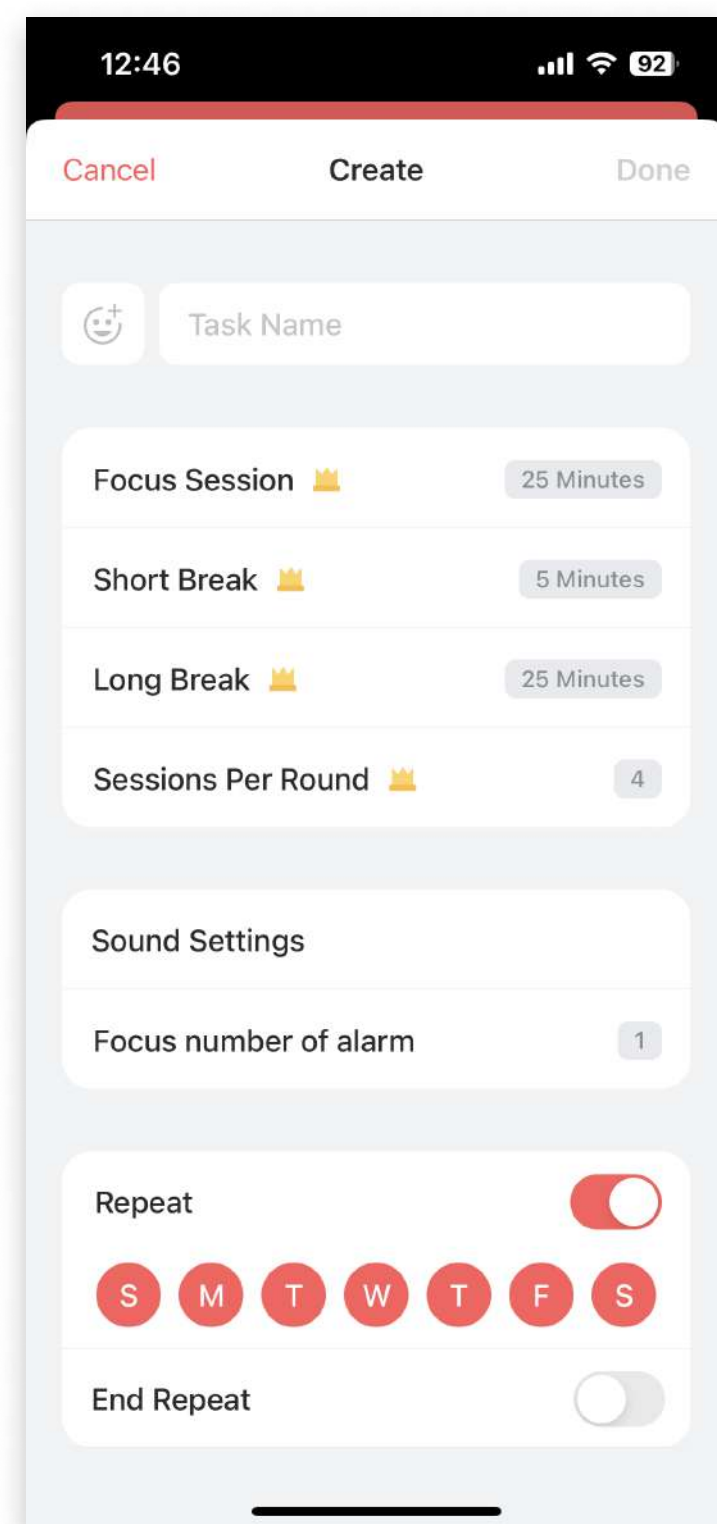 12:46 92
Cancel Create Done
Task Name
Focus Session 25 Minutes
Short Break 5 Minutes
Long Break 25 Minutes
Sessions Per Round 4
Sound Settings
Focus number of alarm 1
Repeat
S M T W T F S
End Repeat